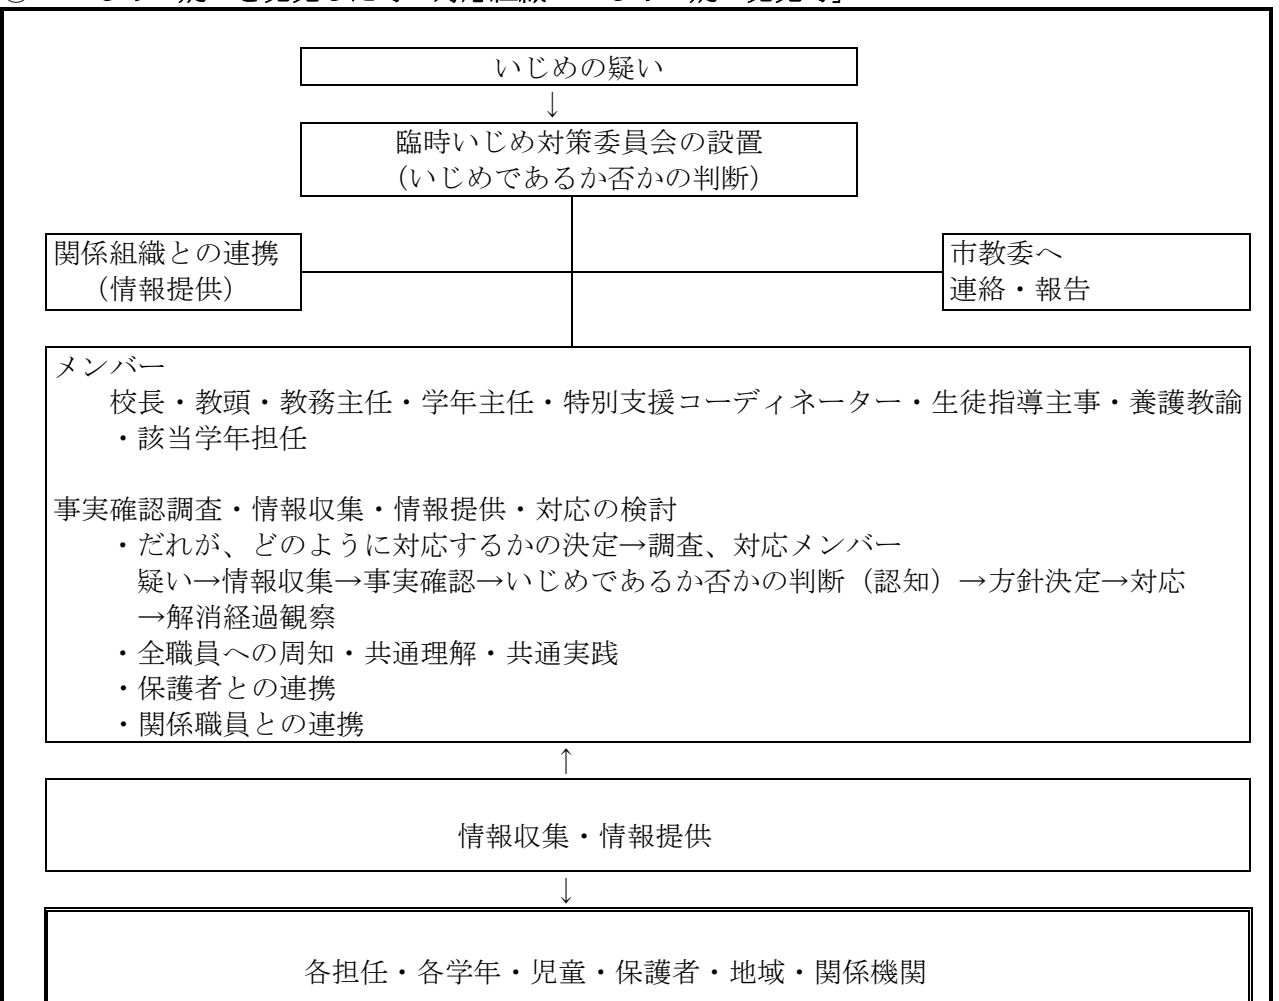 いじめの疑い
↓
臨時いじめ対策委員会の設置
(いじめであるか否かの判断)
関係組織との連携
(情報提供)
市教委へ
連絡・報告
メンバー
校長・教頭・教務主任・学年主任・特別支援コーディネーター・生徒指導主事・養護教諭
・該当学年担任
事実確認調査・情報収集・情報提供・対応の検討
・だれが、どのように対応するかの決定→調査、対応メンバー
疑い→情報収集→事実確認→いじめであるか否かの判断(認知)→方針決定→対応
→解消経過観察
・全職員への周知・共通理解・共通実践
・保護者との連携
・関係職員との連携
↑
情報収集・情報提供
↓
各担任・各学年・児童・保護者・地域・関係機関